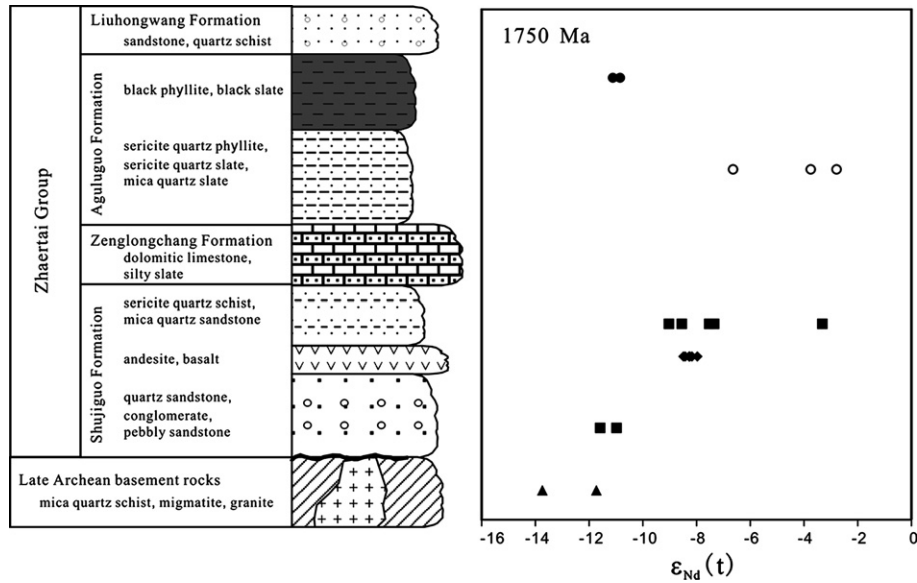 Liuhongwang Formation
sandstone, quartz schist
Aguluguo Formation
black phyllite, black slate
sericite quartz phyllite,
sericite quartz slate,
mica quartz slate
Zhaertai Group
Zenglongchang Formation
dolomitic limestone,
silty slate
Shujiguo Formation
sericite quartz schist,
mica quartz sandstone
andesite, basalt
quartz sandstone,
conglomerate,
pebbly sandstone
Late Archean basement rocks
mica quartz schist, migmatite, granite
1750 Ma
-16 -14 -12 -10 -8 -6 -4 -2 0
εNd(t)